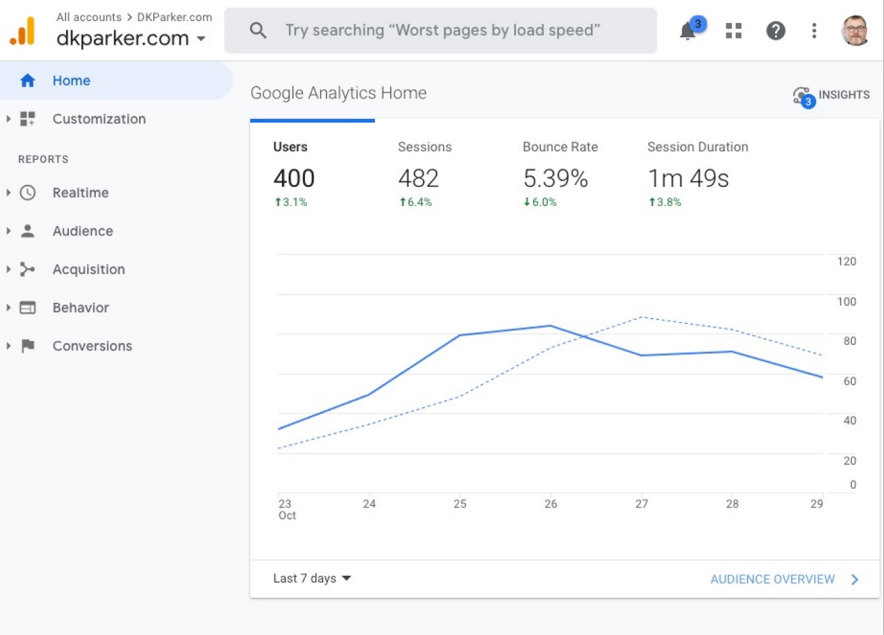 All accounts > DKParker.com
dkparker.com
Try searching “Worst pages by load speed”
3
Home
Customization
REPORTS
Realtime
Audience
Acquisition
Behavior
Conversions
Google Analytics Home
3 INSIGHTS
Users Sessions Bounce Rate Session Duration
400 482 5.39% 1m 49s
↑3.1% ↑6.4% ↓6.0% ↑3.8%
120
100
80
60
40
20
0
23 24 25 26 27 28 29
Oct
Last 7 days
AUDIENCE OVERVIEW